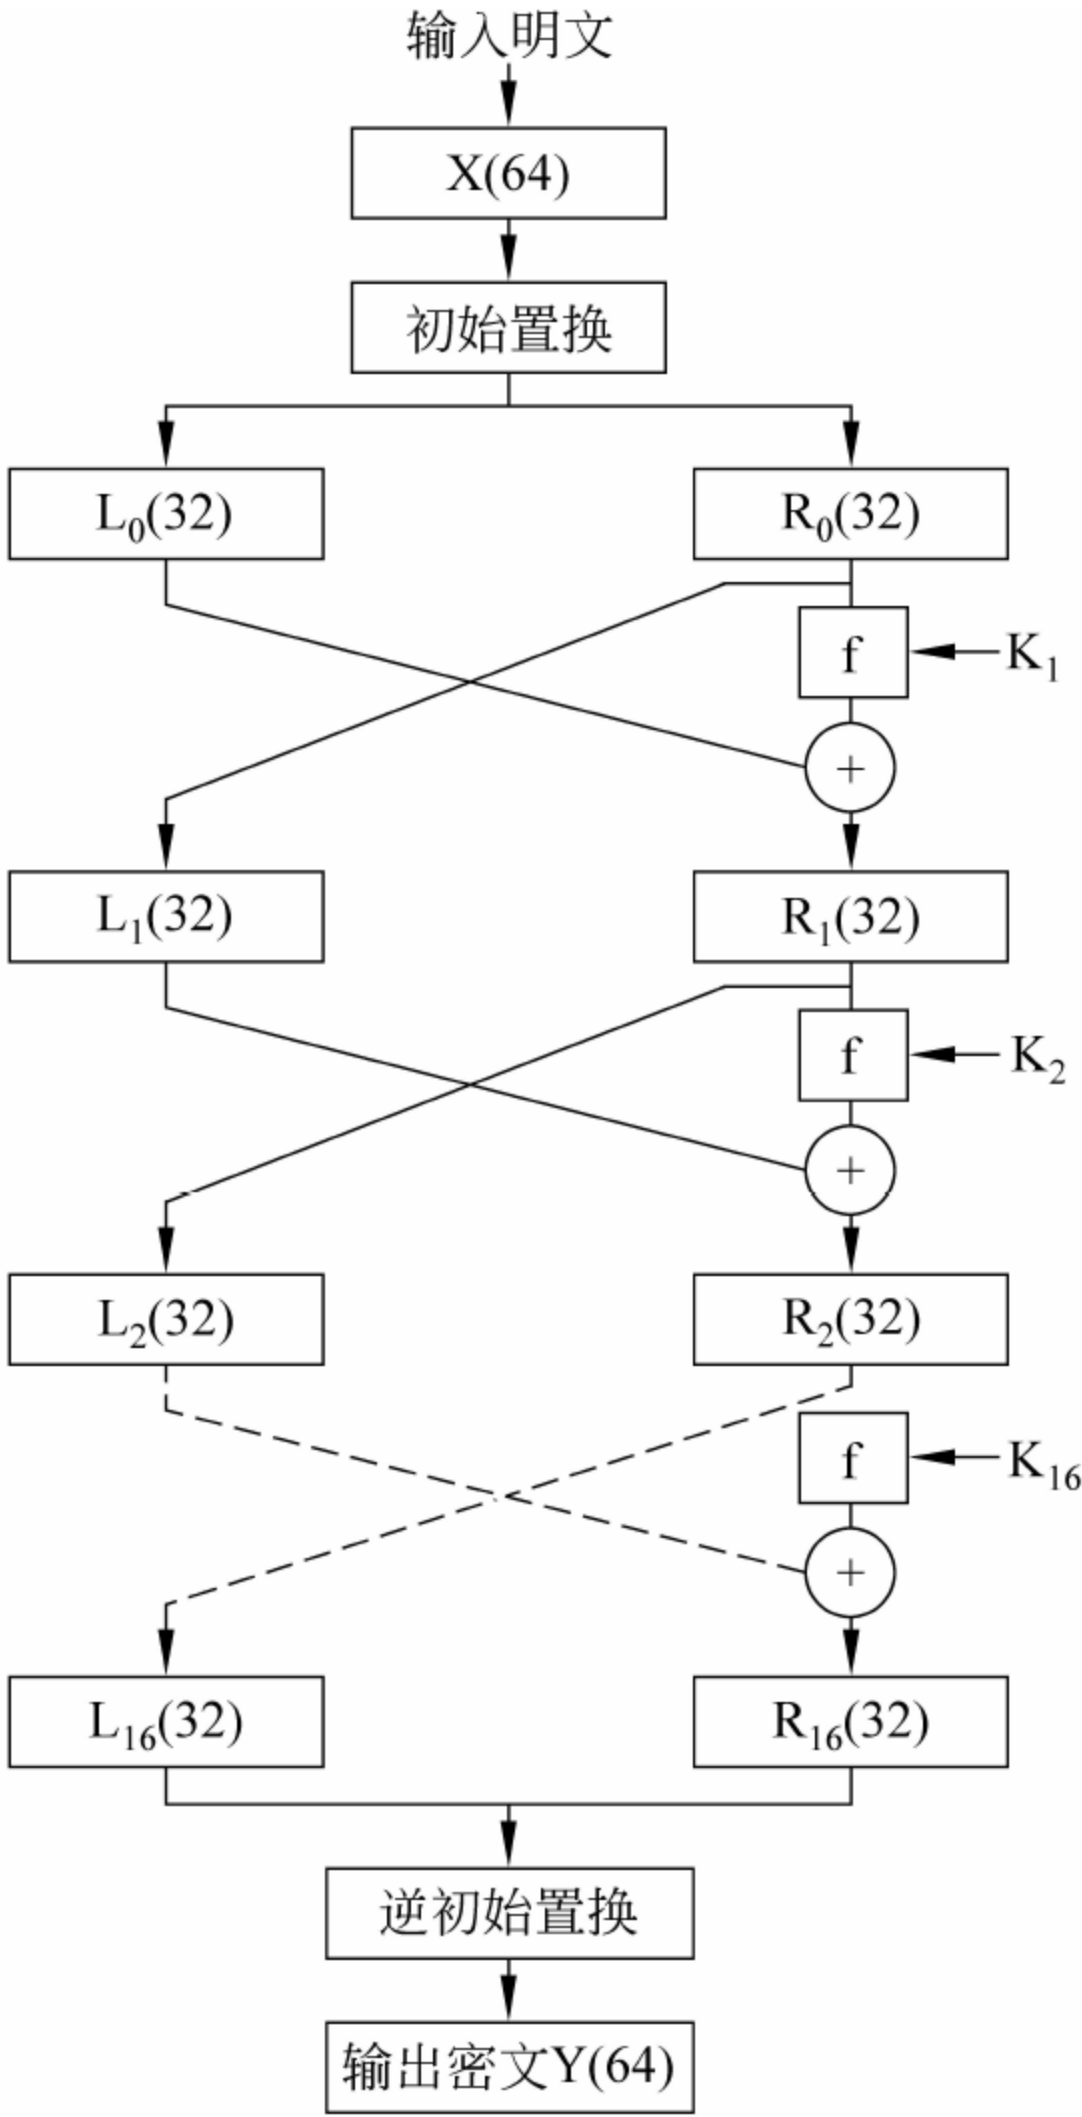 输入明文
X(64)
初始置换
L0(32)
R0(32)
f
K1
+
L1(32)
R1(32)
f
K2
+
L2(32)
R2(32)
f
K16
+
L16(32)
R16(32)
逆初始置换
输出密文Y(64)